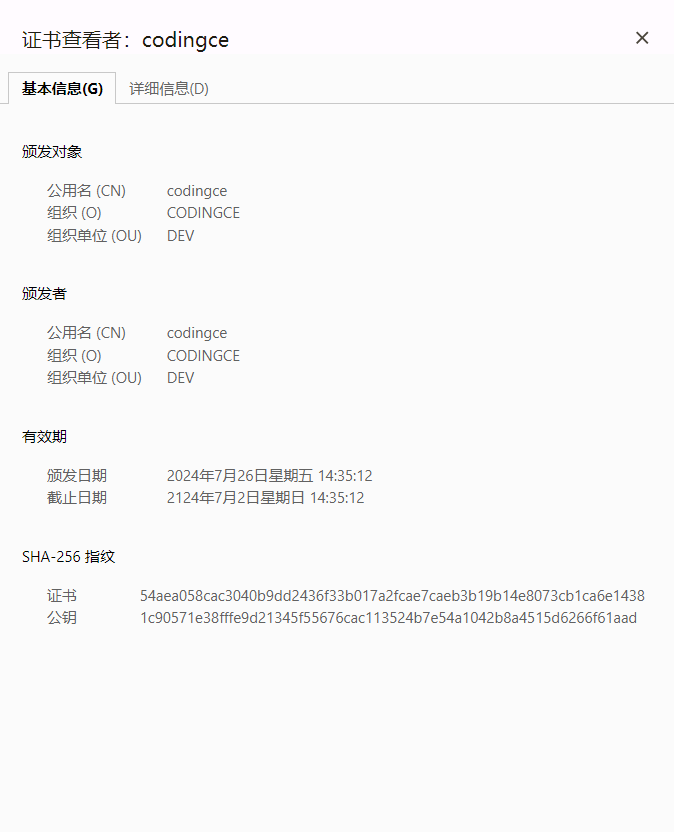 证书查看者：codingce
基本信息(G) 详细信息(D)
颁发对象
公用名 (CN) codingce
组织 (O) CODINGCE
组织单位 (OU) DEV
颁发者
公用名 (CN) codingce
组织 (O) CODINGCE
组织单位 (OU) DEV
有效期
颁发日期 2024年7月26日星期五 14:35:12
截止日期 2124年7月2日星期日 14:35:12
SHA-256 指纹
证书 54aea058cac3040b9dd2436f33b017a2fcae7caeb3b19b14e8073cb1ca6e1438
公钥 1c90571e38fffe9d21345f55676cac113524b7e54a1042b8a4515d6266f61aad